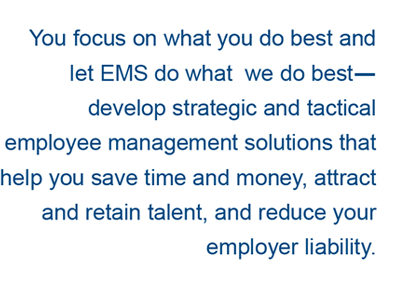 You focus on what you do best and
let EMS do what  we do best—
develop strategic and tactical
employee management solutions that
help you save time and money, attract
and retain talent, and reduce your
employer liability.